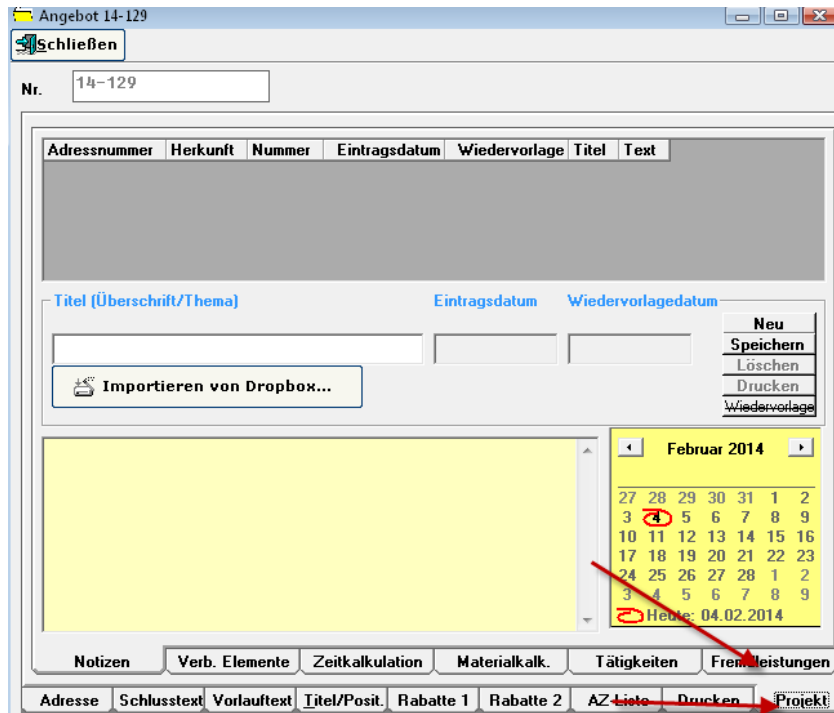 Angebot 14-129
Schließen
Nr. 14-129
Adressnummer Herkunft Nummer Eintragsdatum Wiedervorlage Titel Text
Titel (Überschrift/Thema) Eintragsdatum Wiedervorlagedatum
Neu
Speichern
Löschen
Drucken
Wiedervorlage
Importieren von Dropbox...
Februar 2014
27 28 29 30 31 1 2
3 4 5 6 7 8 9
10 11 12 13 14 15 16
17 18 19 20 21 22 23
24 25 26 27 28 1 2
3 4 5 6 7 8 9
Heute: 04.02.2014
Notizen Verb. Elemente Zeitkalkulation Materialkalk. Tätigkeiten Fremdleistungen
Adresse Schlusstext Vorlauftext Titel/Posit. Rabatte 1 Rabatte 2 AZ-Liste Drucken Projekt